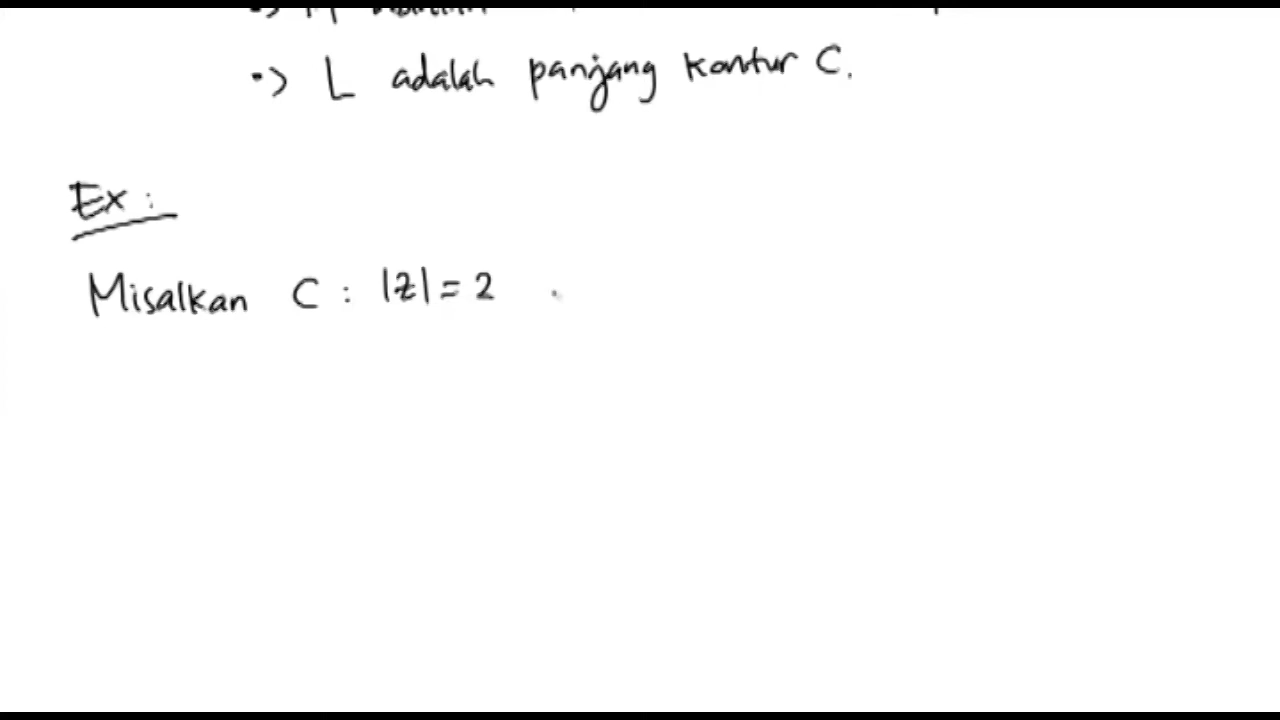 •> L adalah panjang kontur C.
Ex :
Misalkan C : |z| = 2